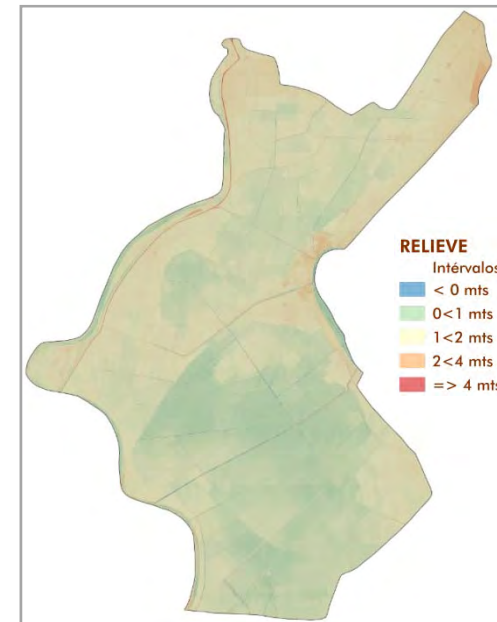 RELIEVE
Intérvalos
< 0 mts
0<1 mts
1<2 mts
2<4 mts
=> 4 mts